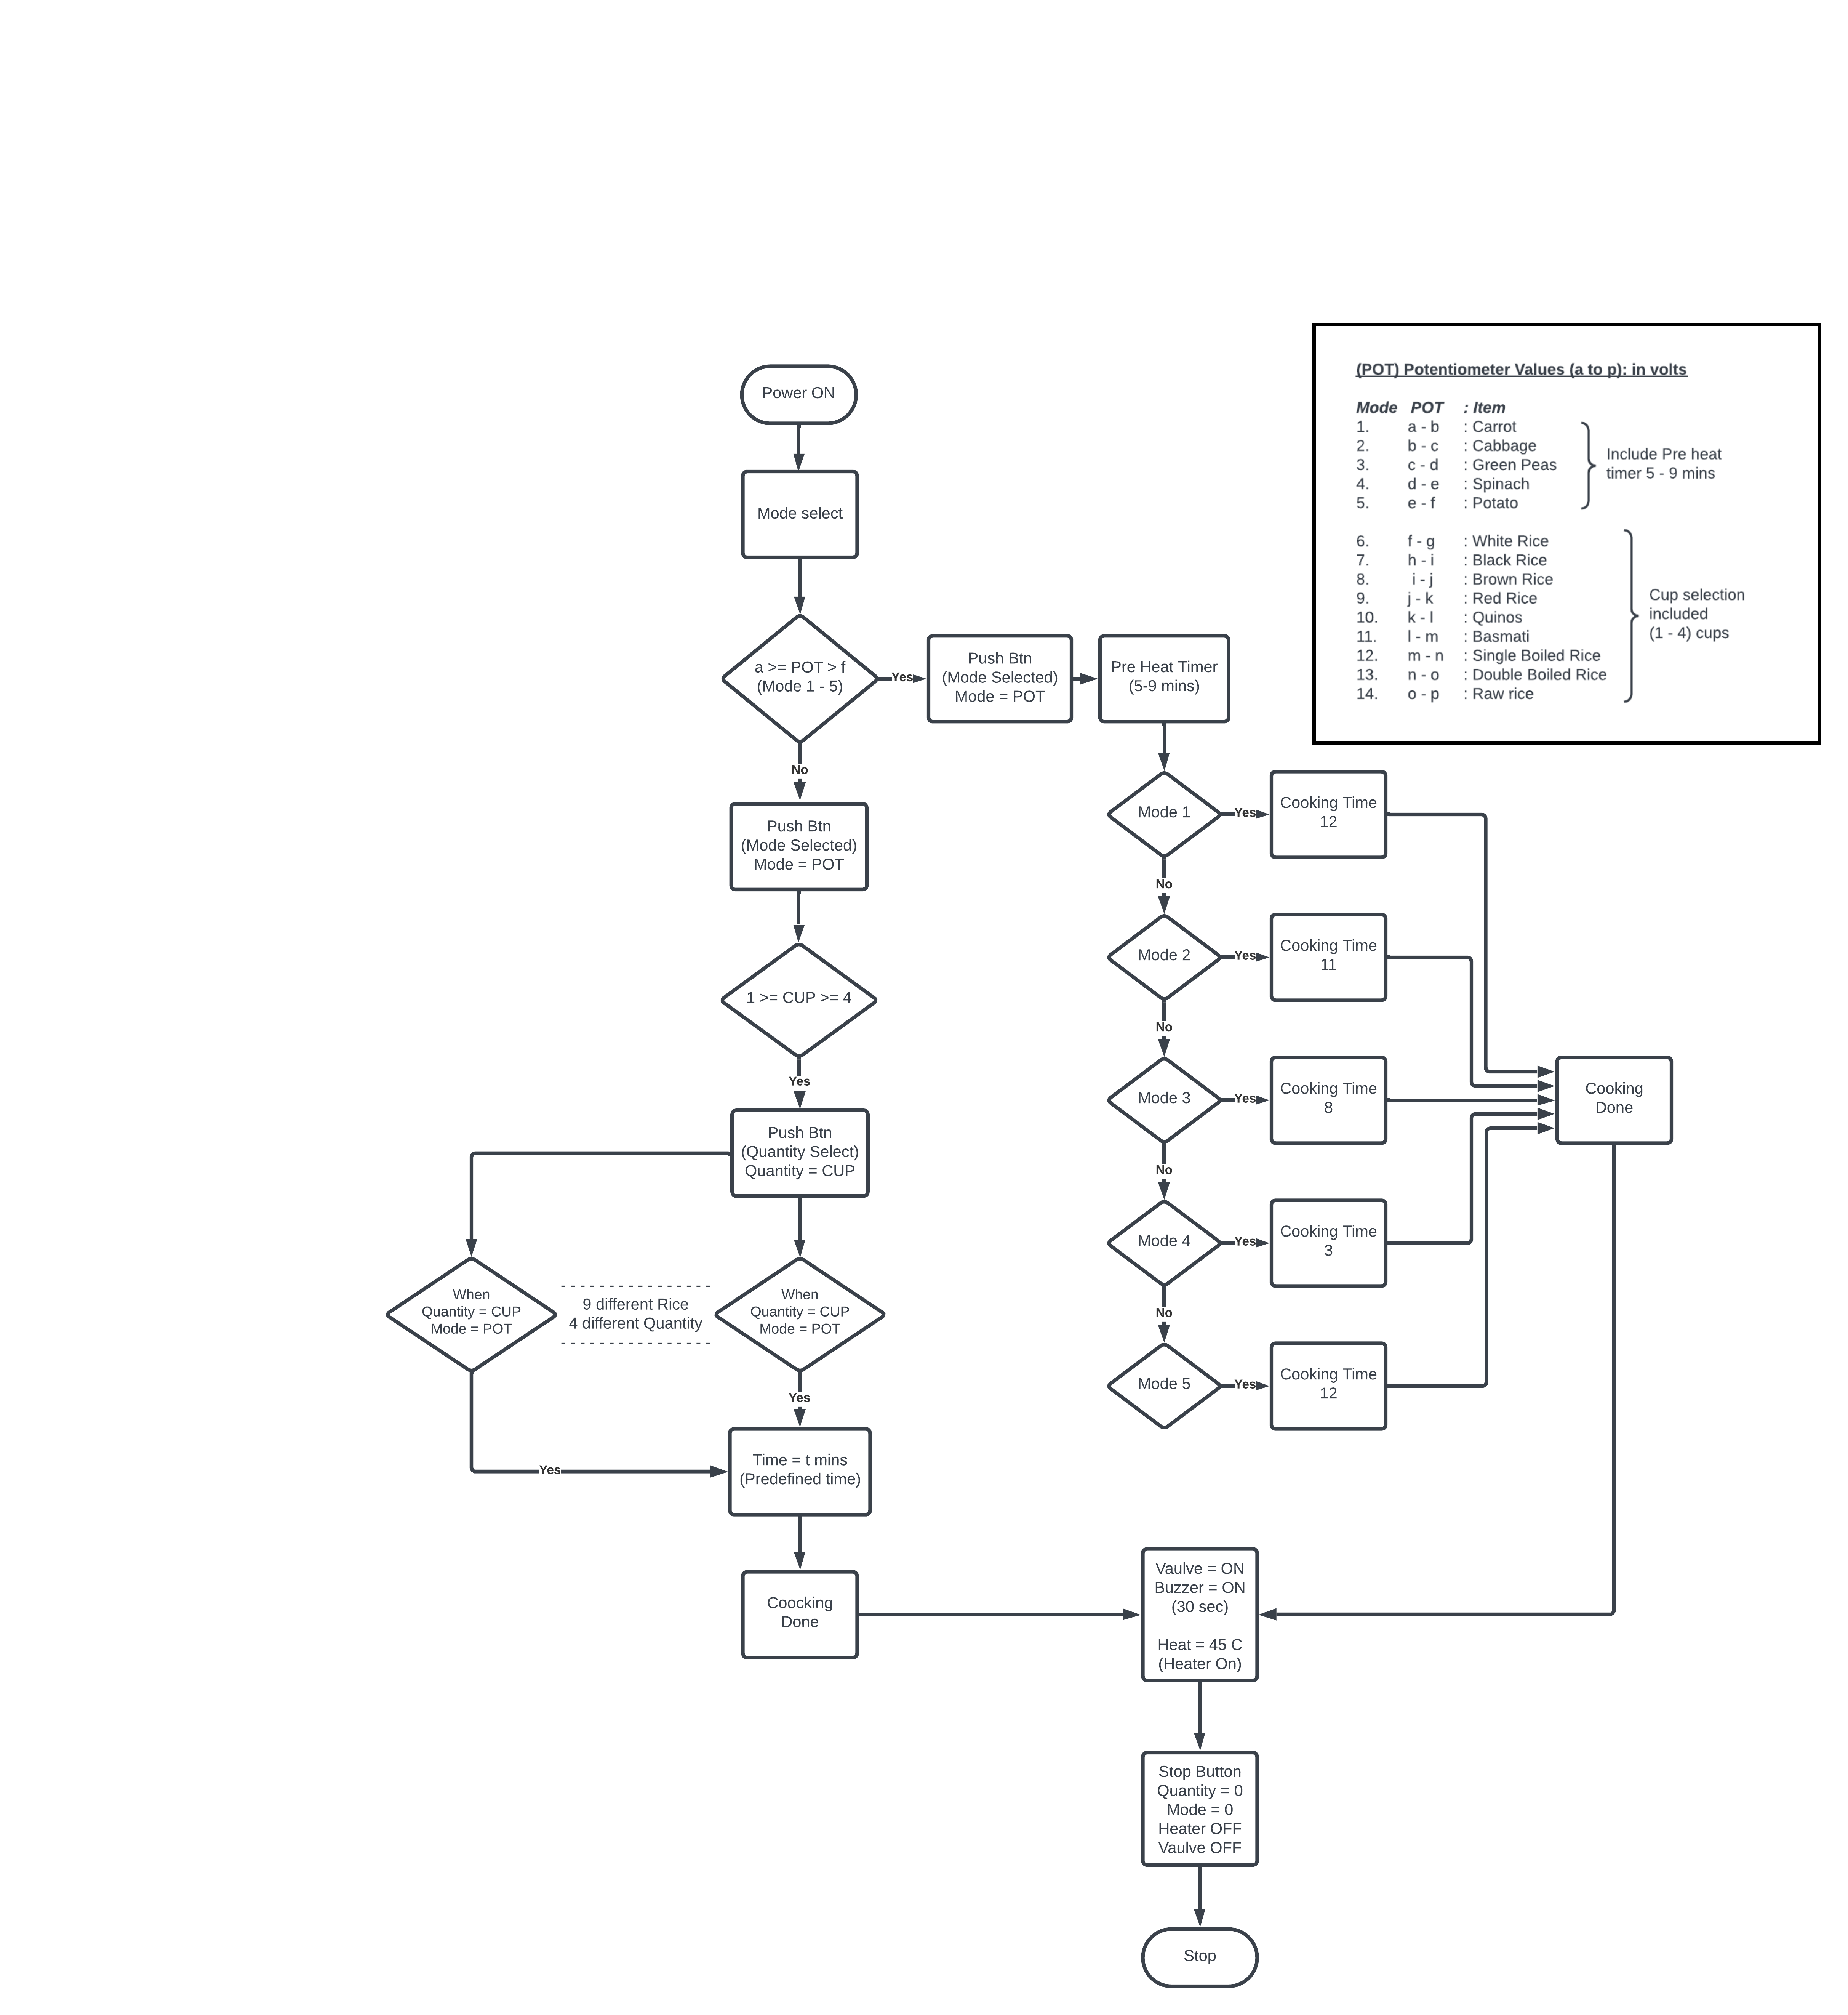 (POT) Potentiometer Values (a to p): in volts
Mode POT : Item
1. a - b : Carrot
2. b - c : Cabbage
3. c - d : Green Peas
4. d - e : Spinach
5. e - f : Potato
Include Pre heat
timer 5 - 9 mins
6. f - g : White Rice
7. h - i : Black Rice
8. i - j : Brown Rice
9. j - k : Red Rice
10. k - l : Quinos
11. l - m : Basmati
12. m - n : Single Boiled Rice
13. n - o : Double Boiled Rice
14. o - p : Raw rice
Cup selection
included
(1 - 4) cups
Power ON
Mode select
a >= POT > f
(Mode 1 - 5)
Yes
Push Btn
(Mode Selected)
Mode = POT
Pre Heat Timer
(5-9 mins)
No
Push Btn
(Mode Selected)
Mode = POT
1 >= CUP >= 4
Yes
Push Btn
(Quantity Select)
Quantity = CUP
When
Quantity = CUP
Mode = POT
9 different Rice
4 different Quantity
When
Quantity = CUP
Mode = POT
Yes
Yes
Time = t mins
(Predefined time)
Coocking
Done
Mode 1
Yes
Cooking Time
12
No
Mode 2
Yes
Cooking Time
11
No
Mode 3
Yes
Cooking Time
8
No
Mode 4
Yes
Cooking Time
3
No
Mode 5
Yes
Cooking Time
12
Cooking
Done
Vaulve = ON
Buzzer = ON
(30 sec)
Heat = 45 C
(Heater On)
Stop Button
Quantity = 0
Mode = 0
Heater OFF
Vaulve OFF
Stop